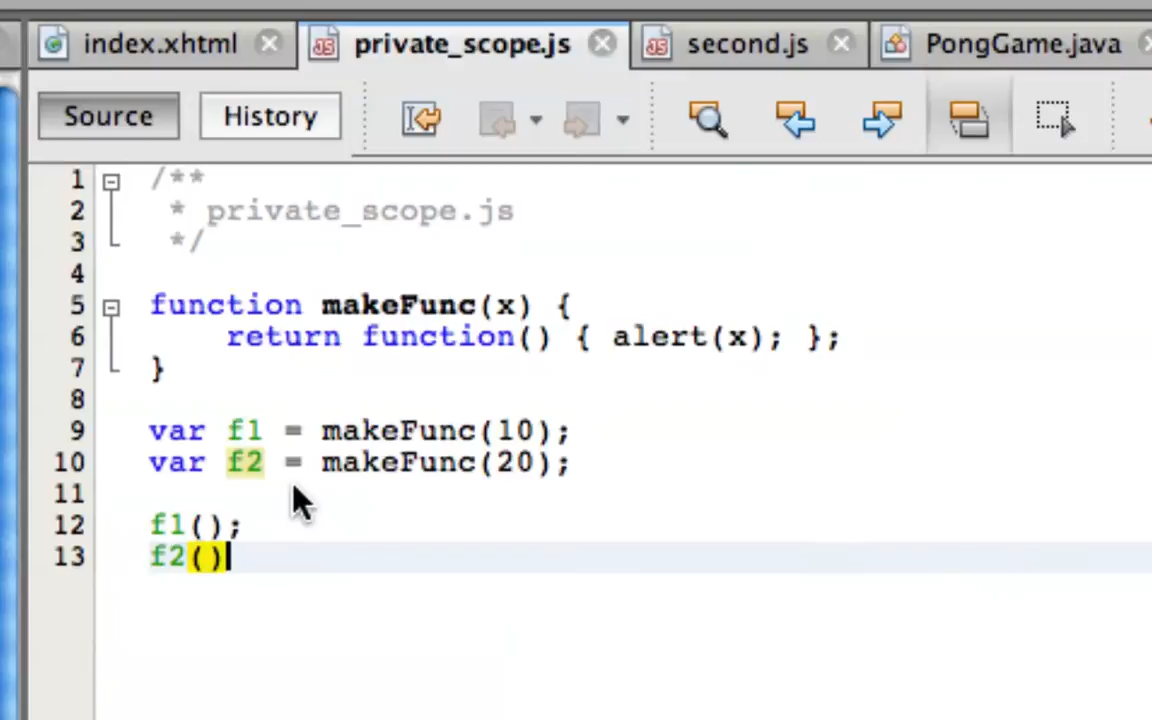 index.xhtml private_scope.js second.js PongGame.java
Source History
1 /**
2 * private_scope.js
3 */
4
5 function makeFunc(x) {
6 return function() { alert(x); };
7 }
8
9 var f1 = makeFunc(10);
10 var f2 = makeFunc(20);
11
12 f1();
13 f2()